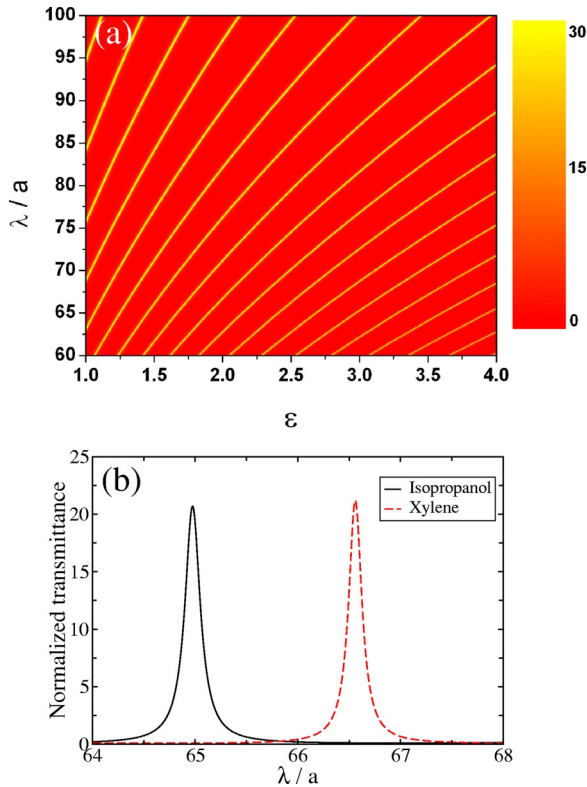 (a)
100
95
90
85
80
75
70
65
60
λ / a
1.0 1.5 2.0 2.5 3.0 3.5 4.0
ε
30
15
0
(b)
25
20
15
10
5
0
Normalized transmittance
Isopropanol
Xylene
64 65 66 67 68
λ / a